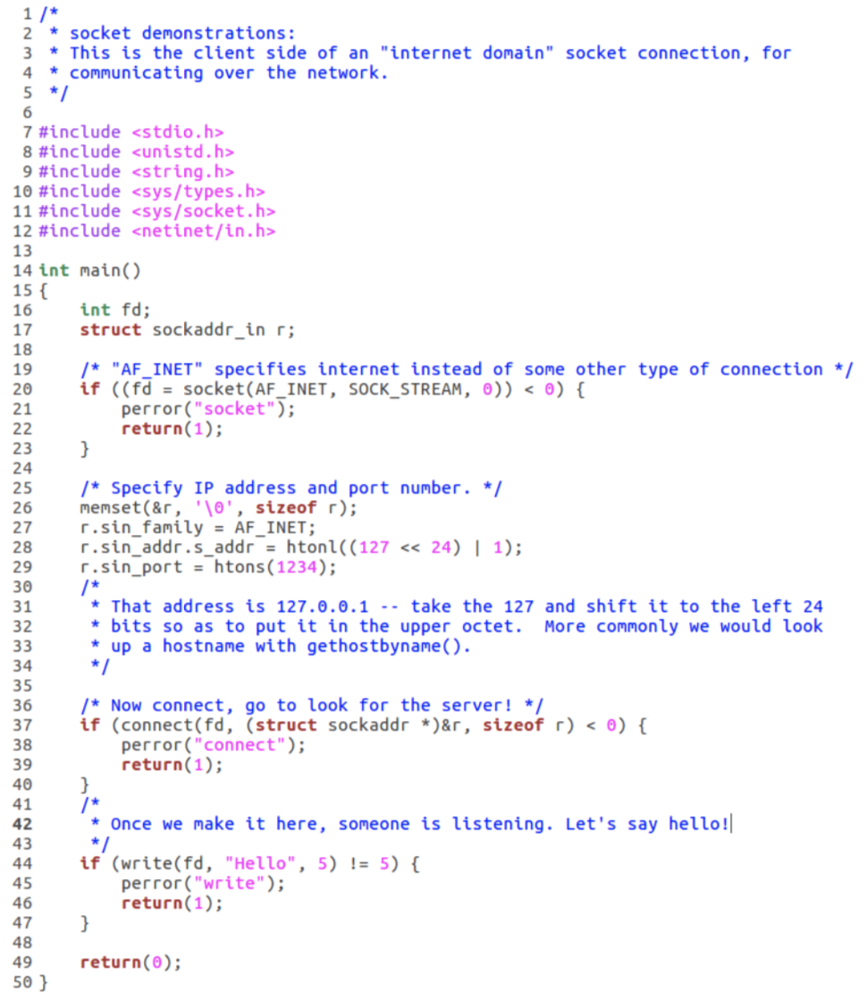 1 /*
2  * socket demonstrations:
3  * This is the client side of an "internet domain" socket connection, for
4  * communicating over the network.
5  */
6
7 #include <stdio.h>
8 #include <unistd.h>
9 #include <string.h>
10 #include <sys/types.h>
11 #include <sys/socket.h>
12 #include <netinet/in.h>
13
14 int main()
15 {
16     int fd;
17     struct sockaddr_in r;
18
19     /* "AF_INET" specifies internet instead of some other type of connection */
20     if ((fd = socket(AF_INET, SOCK_STREAM, 0)) < 0) {
21         perror("socket");
22         return(1);
23     }
24
25     /* Specify IP address and port number. */
26     memset(&r, '\0', sizeof r);
27     r.sin_family = AF_INET;
28     r.sin_addr.s_addr = htonl((127 << 24) | 1);
29     r.sin_port = htons(1234);
30     /*
31      * That address is 127.0.0.1 -- take the 127 and shift it to the left 24
32      * bits so as to put it in the upper octet.  More commonly we would look
33      * up a hostname with gethostbyname().
34      */
35
36     /* Now connect, go to look for the server! */
37     if (connect(fd, (struct sockaddr *)&r, sizeof r) < 0) {
38         perror("connect");
39         return(1);
40     }
41     /*
42      * Once we make it here, someone is listening. Let's say hello!
43      */
44     if (write(fd, "Hello", 5) != 5) {
45         perror("write");
46         return(1);
47     }
48
49     return(0);
50 }